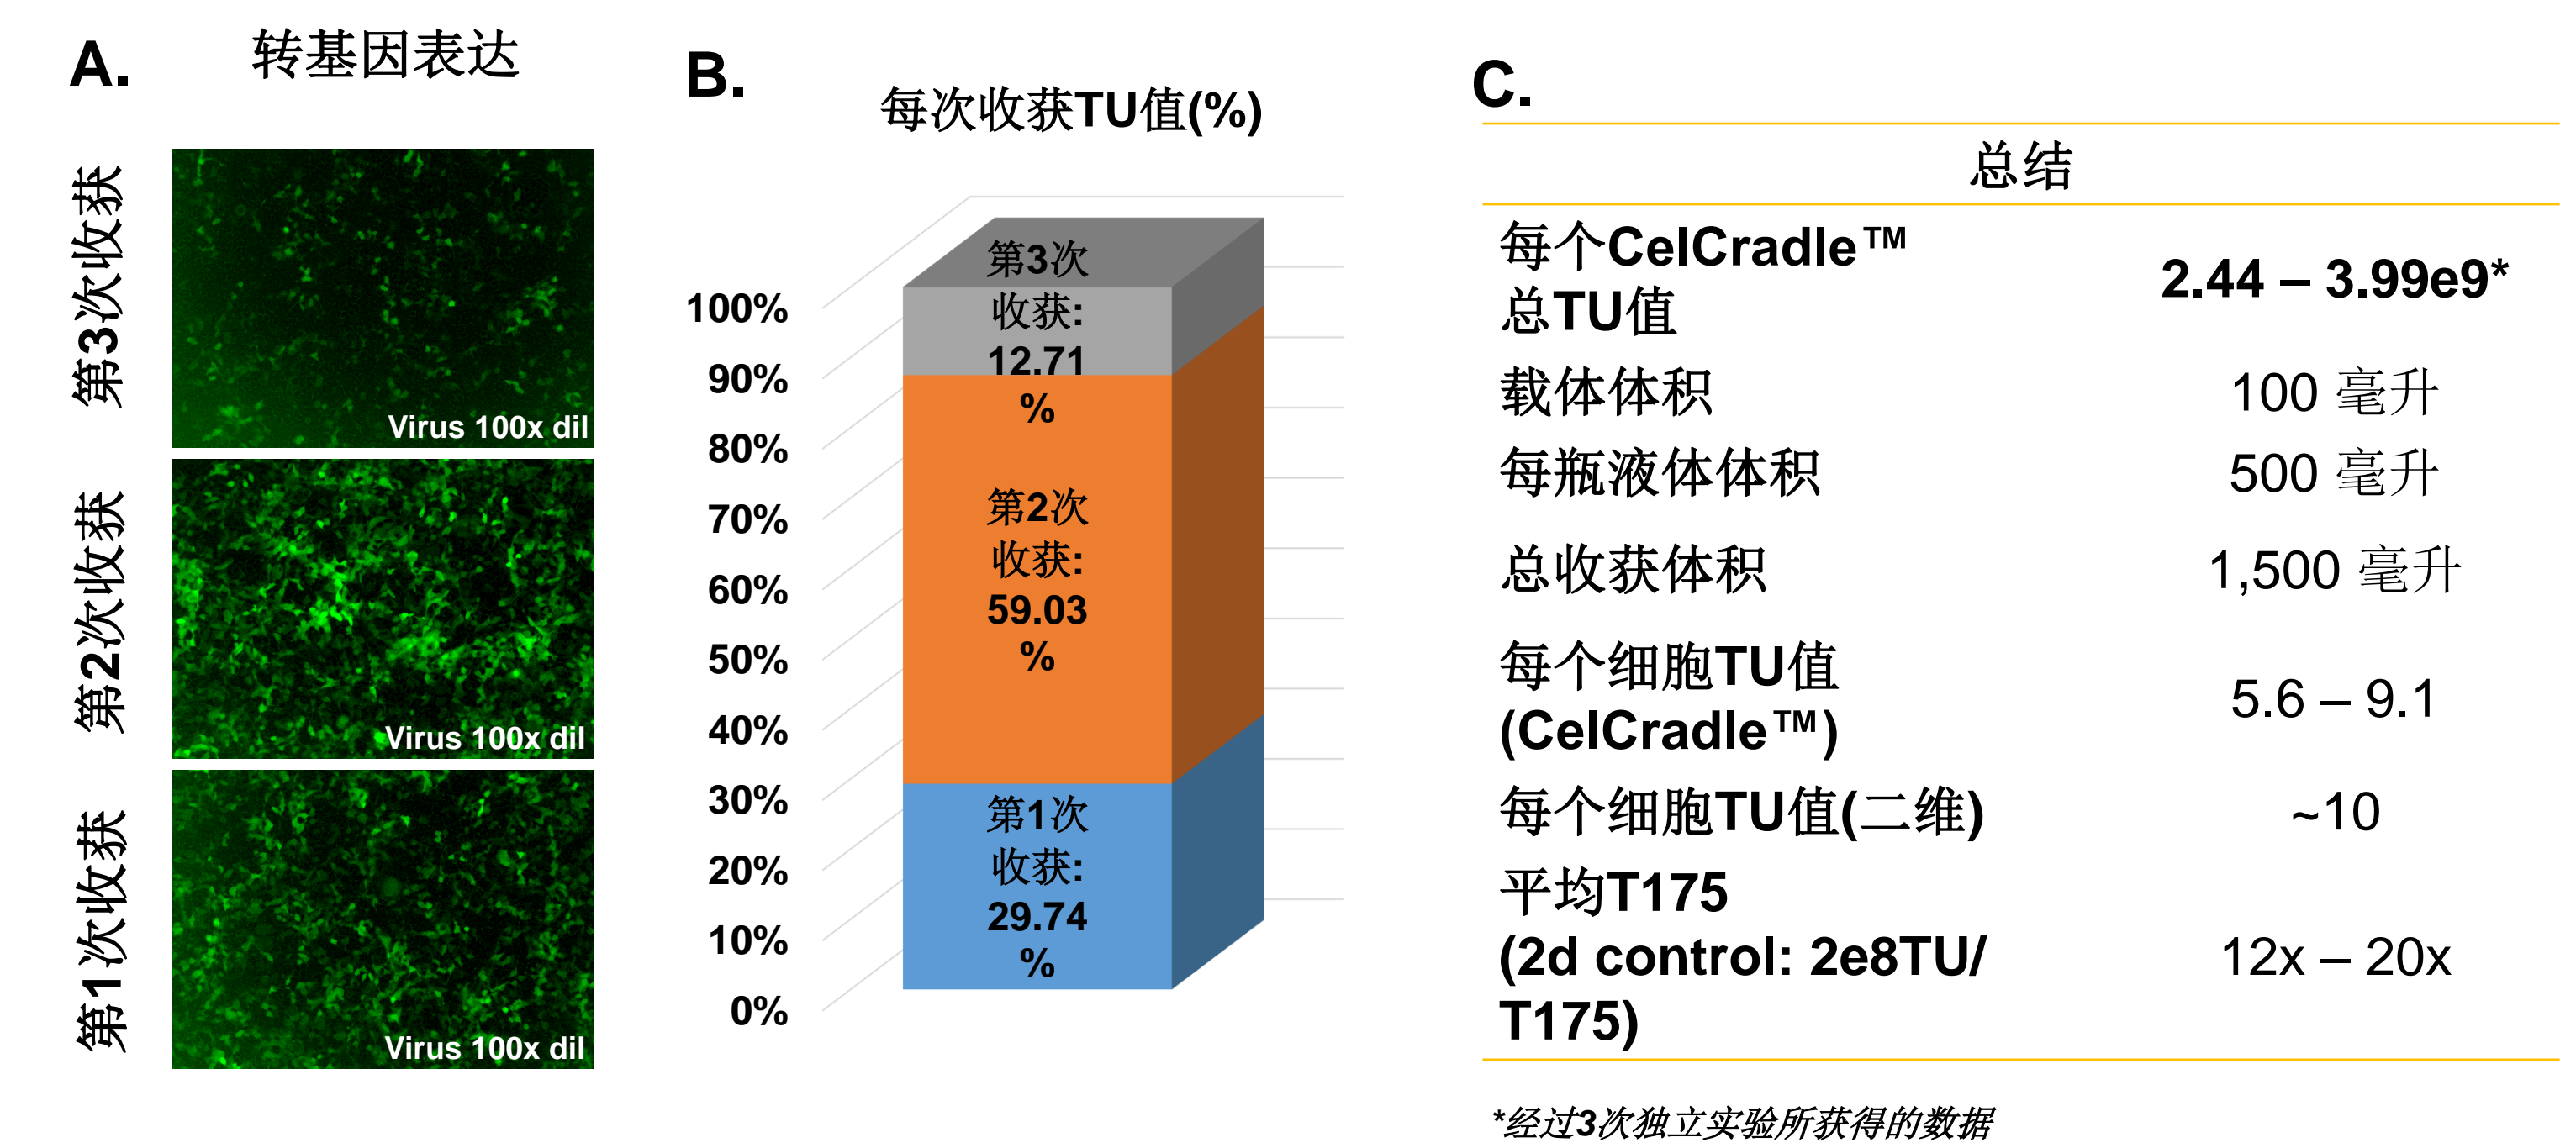 A.
转基因表达
第3次收获
Virus 100x dil
第2次收获
Virus 100x dil
第1次收获
Virus 100x dil
B.
每次收获TU值(%)
100%
90%
80%
70%
60%
50%
40%
30%
20%
10%
0%
第3次
收获:
12.71
%
第2次
收获:
59.03
%
第1次
收获:
29.74
%
C.
总结
每个CelCradle™
总TU值
2.44 – 3.99e9*
载体体积
100 毫升
每瓶液体体积
500 毫升
总收获体积
1,500 毫升
每个细胞TU值
(CelCradle™)
5.6 – 9.1
每个细胞TU值(二维)
~10
平均T175
(2d control: 2e8TU/
T175)
12x – 20x
*经过3次独立实验所获得的数据